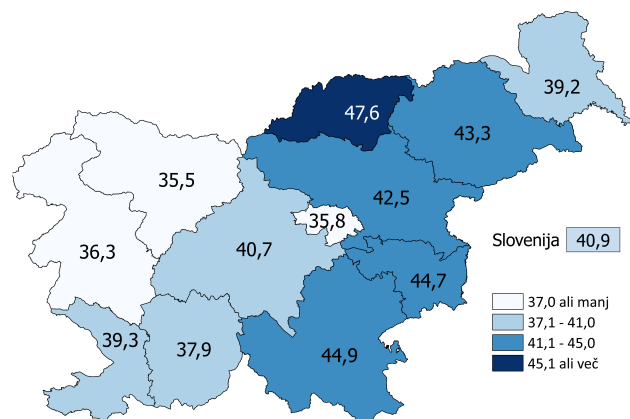 39,2
47,6
43,3
35,5
42,5
35,8
40,7
36,3
Slovenija 40,9
44,7
39,3
37,9
44,9
37,0 ali manj
37,1 - 41,0
41,1 - 45,0
45,1 ali več